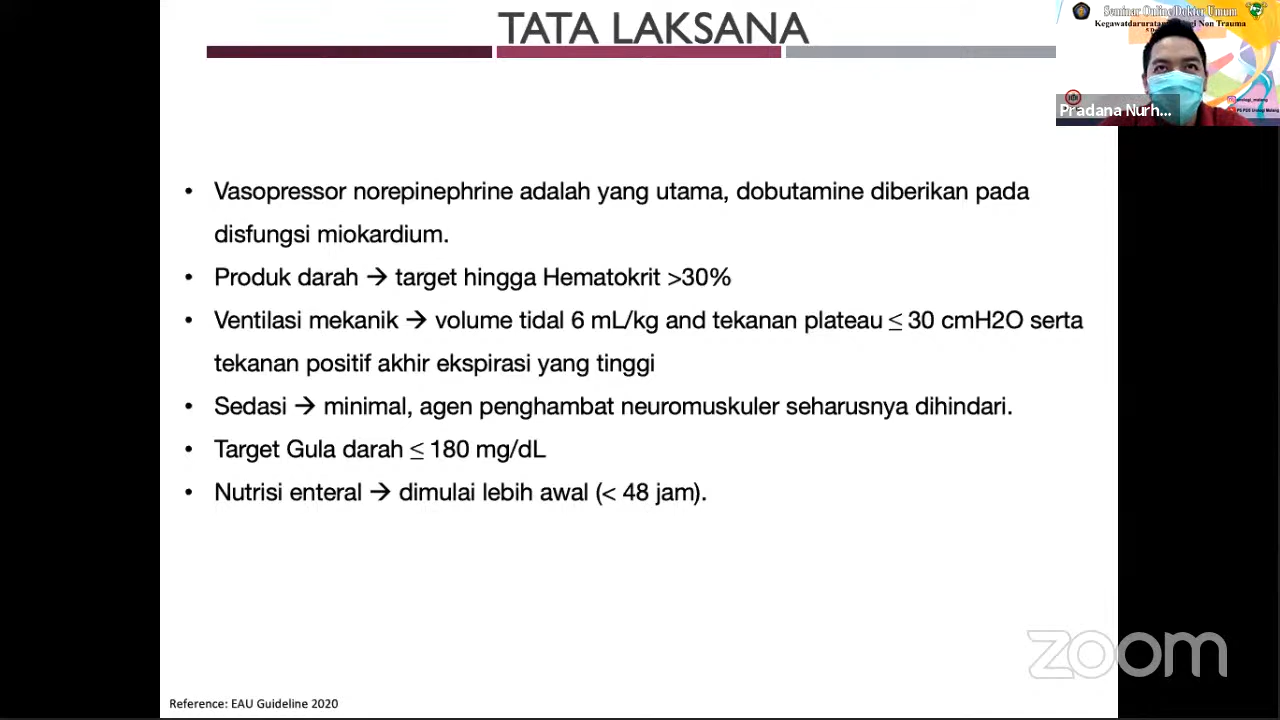 TATA LAKSANA
• Vasopressor norepinephrine adalah yang utama, dobutamine diberikan pada
disfungsi miokardium.
• Produk darah → target hingga Hematokrit >30%
• Ventilasi mekanik → volume tidal 6 mL/kg and tekanan plateau ≤ 30 cmH2O serta
tekanan positif akhir ekspirasi yang tinggi
• Sedasi → minimal, agen penghambat neuromuskuler seharusnya dihindari.
• Target Gula darah ≤ 180 mg/dL
• Nutrisi enteral → dimulai lebih awal (< 48 jam).
Reference: EAU Guideline 2020
Seminar Online Dokter Umum
Non Trauma
Pradana Nurh...
zoom